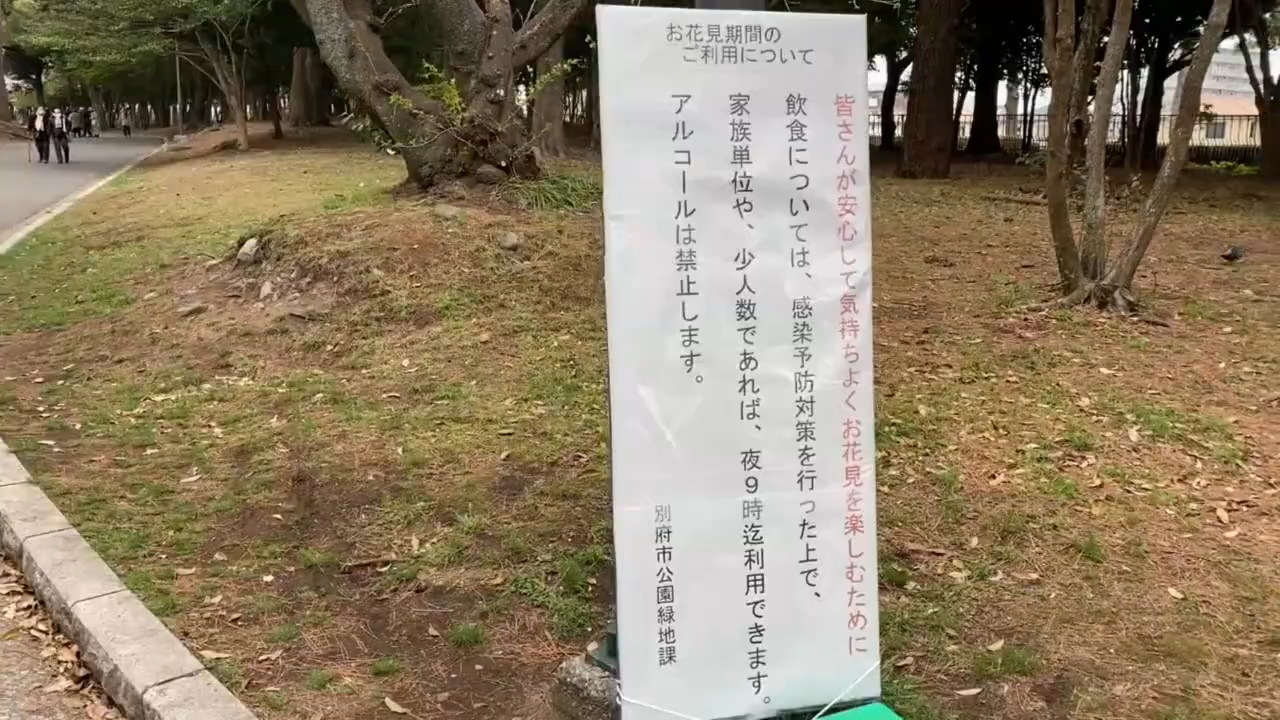 お花見期間の
ご利用について
皆さんが安心して気持ちよくお花見を楽しむために
飲食については、感染予防対策を行った上で、
家族単位や、少人数であれば、夜9時迄利用できます。
アルコールは禁止します。
別府市公園緑地課